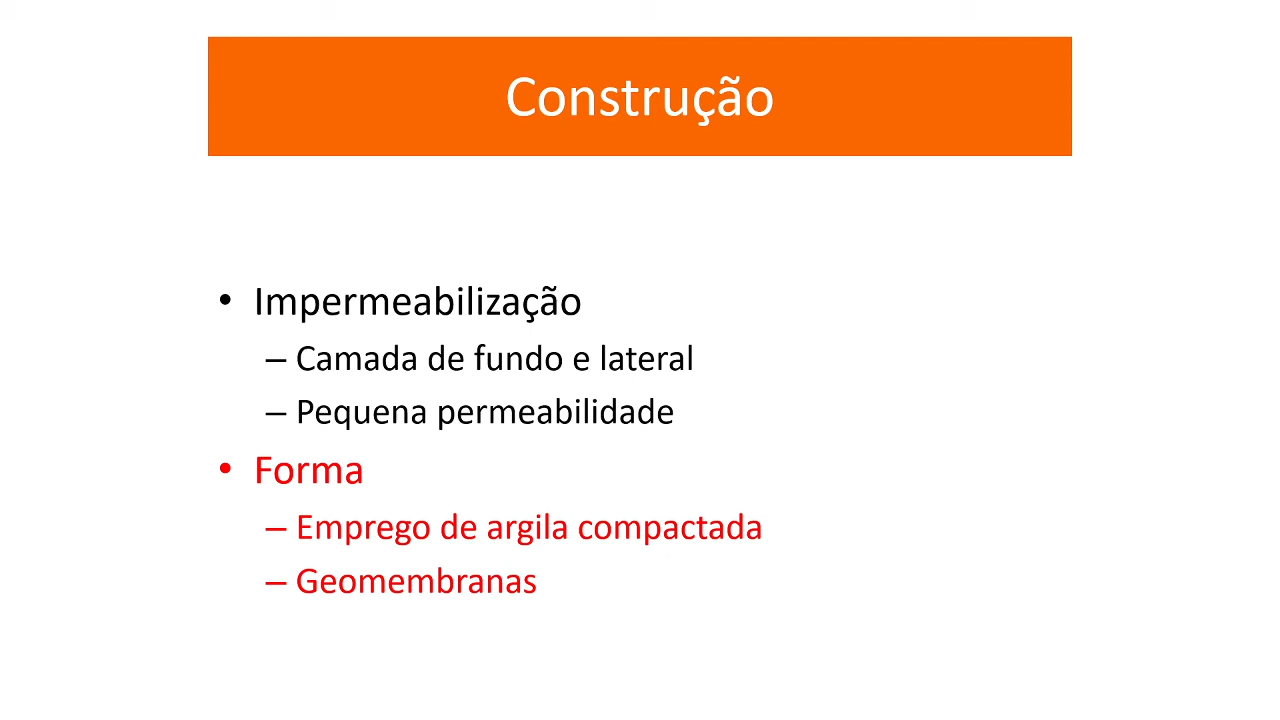 Construção
• Impermeabilização
– Camada de fundo e lateral
– Pequena permeabilidade
• Forma
– Emprego de argila compactada
– Geomembranas